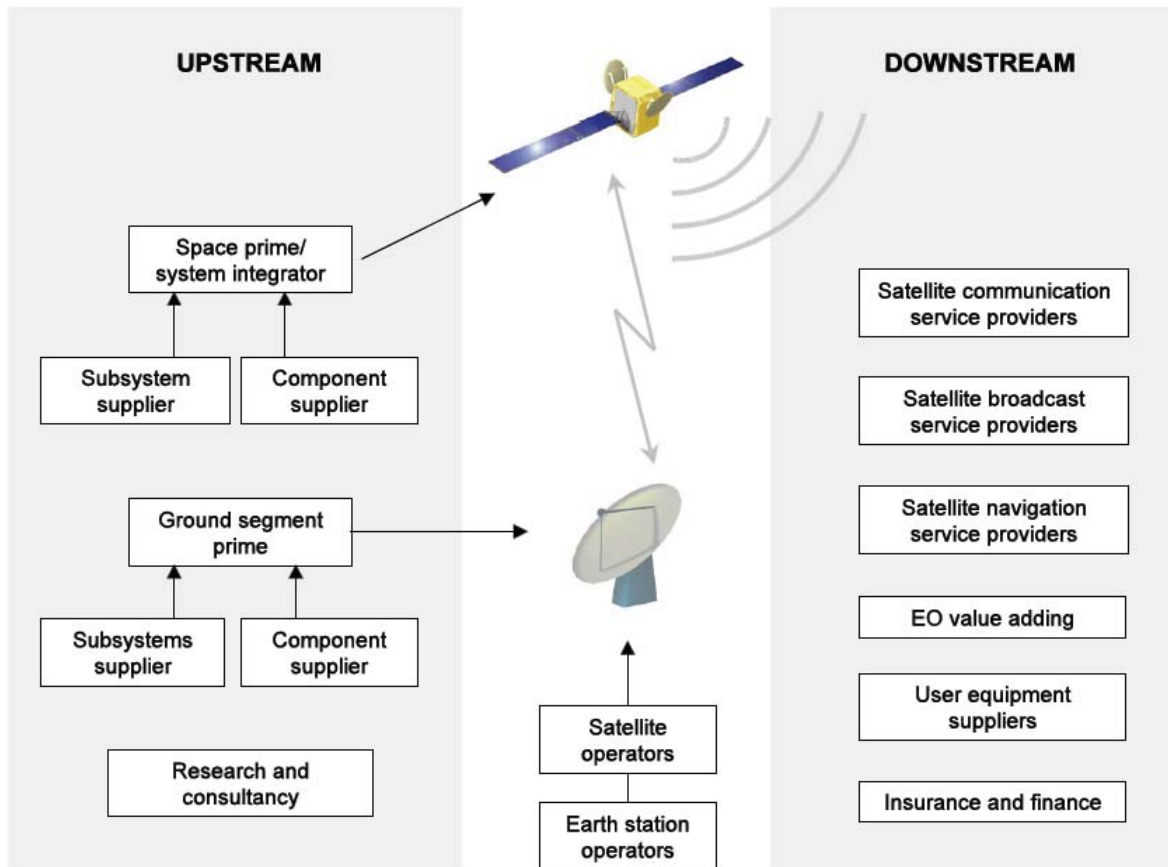 UPSTREAM
Space prime/
system integrator
Subsystem
supplier
Component
supplier
Ground segment
prime
Subsystems
supplier
Component
supplier
Research and
consultancy
Satellite
operators
Earth station
operators
DOWNSTREAM
Satellite communication
service providers
Satellite broadcast
service providers
Satellite navigation
service providers
EO value adding
User equipment
suppliers
Insurance and finance